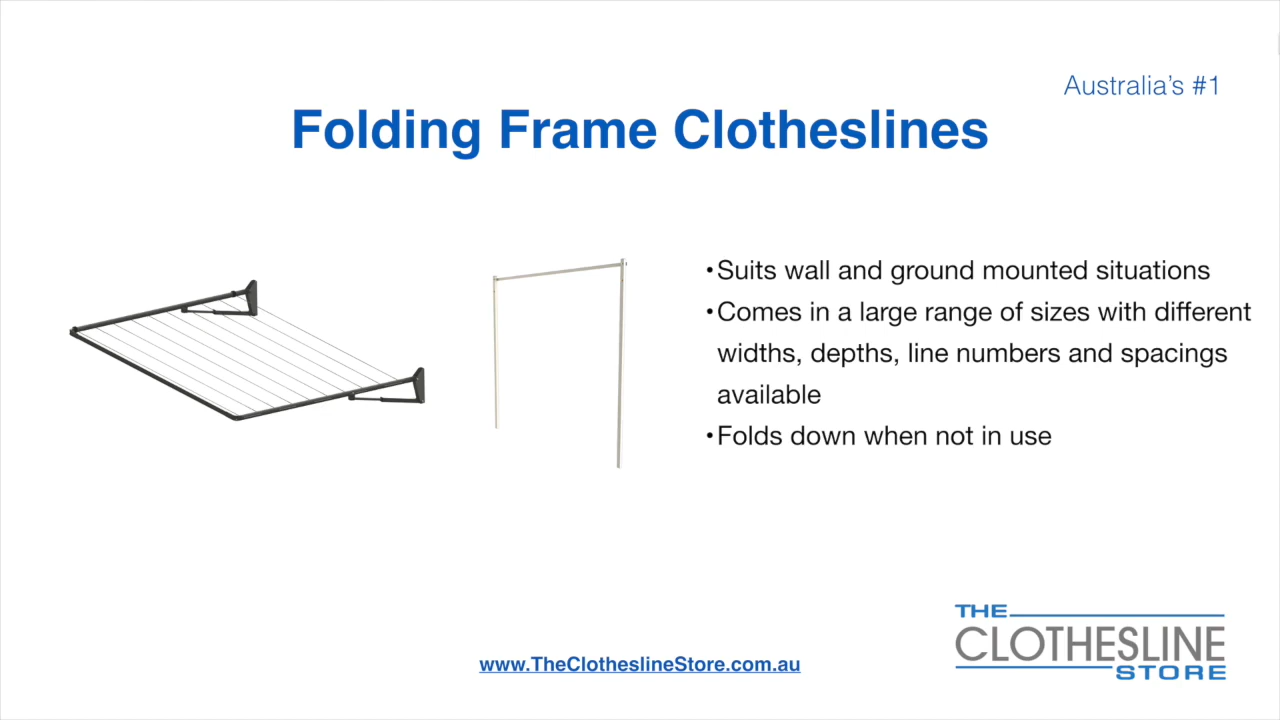 Australia's #1
Folding Frame Clotheslines
•Suits wall and ground mounted situations
•Comes in a large range of sizes with different
widths, depths, line numbers and spacings
available
•Folds down when not in use
THE
CLOTHESLINE
STORE
www.TheClotheslineStore.com.au